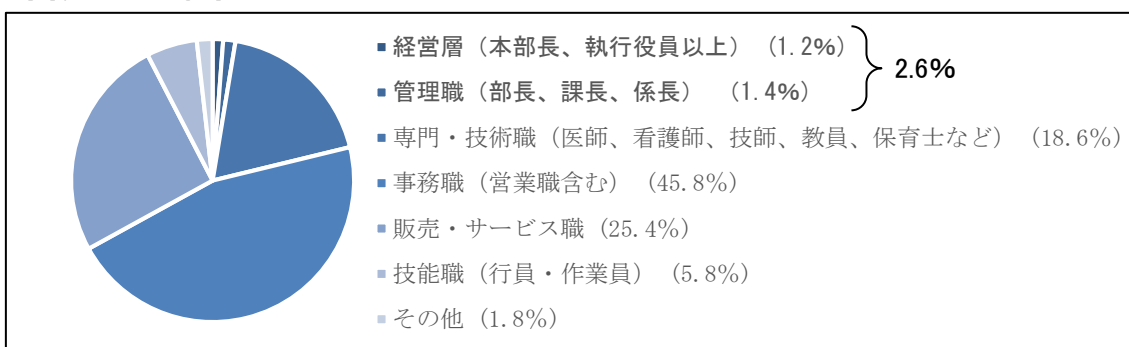 経営層（本部長、執行役員以上）（1.2%）
管理職（部長、課長、係長）（1.4%）
2.6%
専門・技術職（医師、看護師、技師、教員、保育士など）（18.6%）
事務職（営業職含む）（45.8%）
販売・サービス職（25.4%）
技能職（行員・作業員）（5.8%）
その他（1.8%）